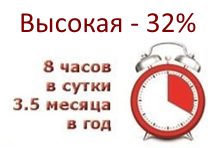 Высокая - 32%
8 часов
в сутки
3.5 месяца
в год